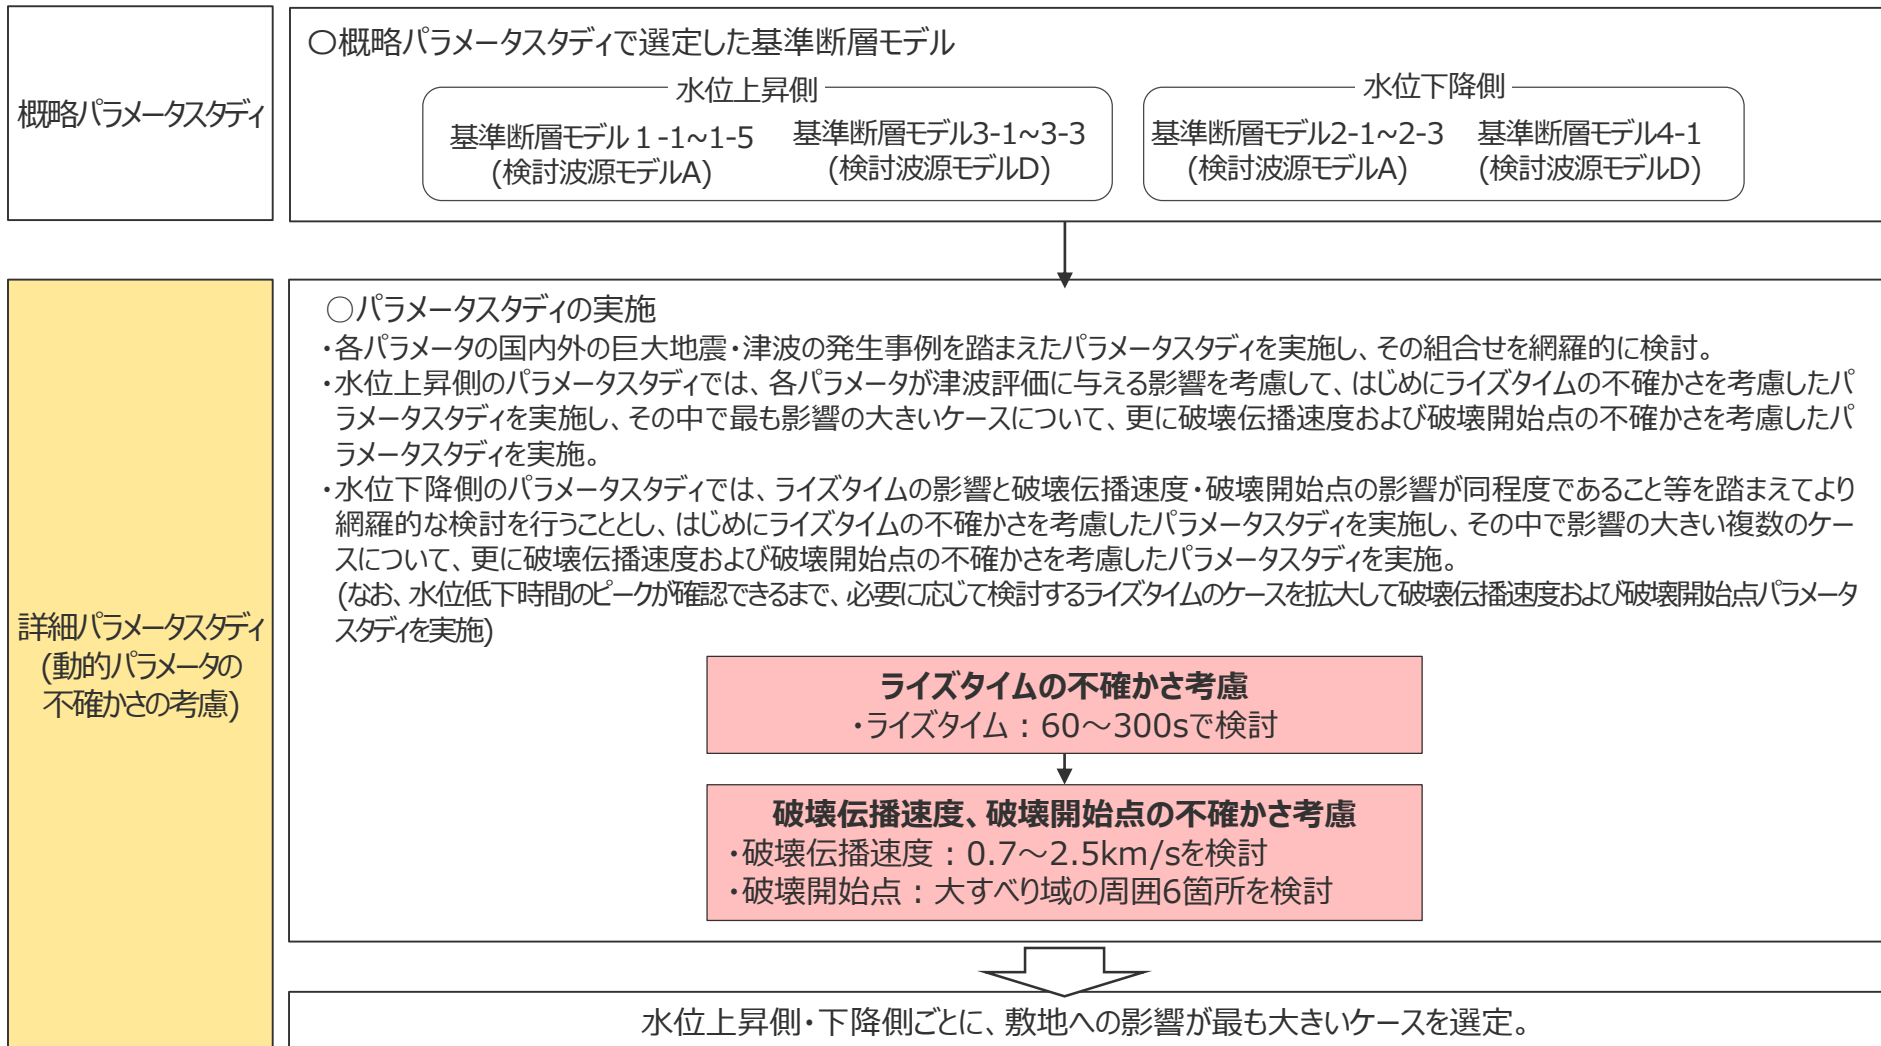 概略パラメータスタディ
〇概略パラメータスタディで選定した基準断層モデル
水位上昇側
基準断層モデル１-1~1-5
(検討波源モデルA)
基準断層モデル3-1~3-3
(検討波源モデルD)
水位下降側
基準断層モデル2-1~2-3
(検討波源モデルA)
基準断層モデル4-1
(検討波源モデルD)
詳細パラメータスタディ
(動的パラメータの
不確かさの考慮)
○パラメータスタディの実施
・各パラメータの国内外の巨大地震・津波の発生事例を踏まえたパラメータスタディを実施し、その組合せを網羅的に検討。
・水位上昇側のパラメータスタディでは、各パラメータが津波評価に与える影響を考慮して、はじめにライズタイムの不確かさを考慮したパ
ラメータスタディを実施し、その中で最も影響の大きいケースについて、更に破壊伝播速度および破壊開始点の不確かさを考慮したパ
ラメータスタディを実施。
・水位下降側のパラメータスタディでは、ライズタイムの影響と破壊伝播速度・破壊開始点の影響が同程度であること等を踏まえてより
網羅的な検討を行うこととし、はじめにライズタイムの不確かさを考慮したパラメータスタディを実施し、その中で影響の大きい複数のケー
スについて、更に破壊伝播速度および破壊開始点の不確かさを考慮したパラメータスタディを実施。
(なお、水位低下時間のピークが確認できるまで、必要に応じて検討するライズタイムのケースを拡大して破壊伝播速度および破壊開始点パラメータ
スタディを実施)
ライズタイムの不確かさ考慮
・ライズタイム：60～300sで検討
破壊伝播速度、破壊開始点の不確かさ考慮
・破壊伝播速度：0.7～2.5km/sを検討
・破壊開始点：大すべり域の周囲6箇所を検討
水位上昇側・下降側ごとに、敷地への影響が最も大きいケースを選定。